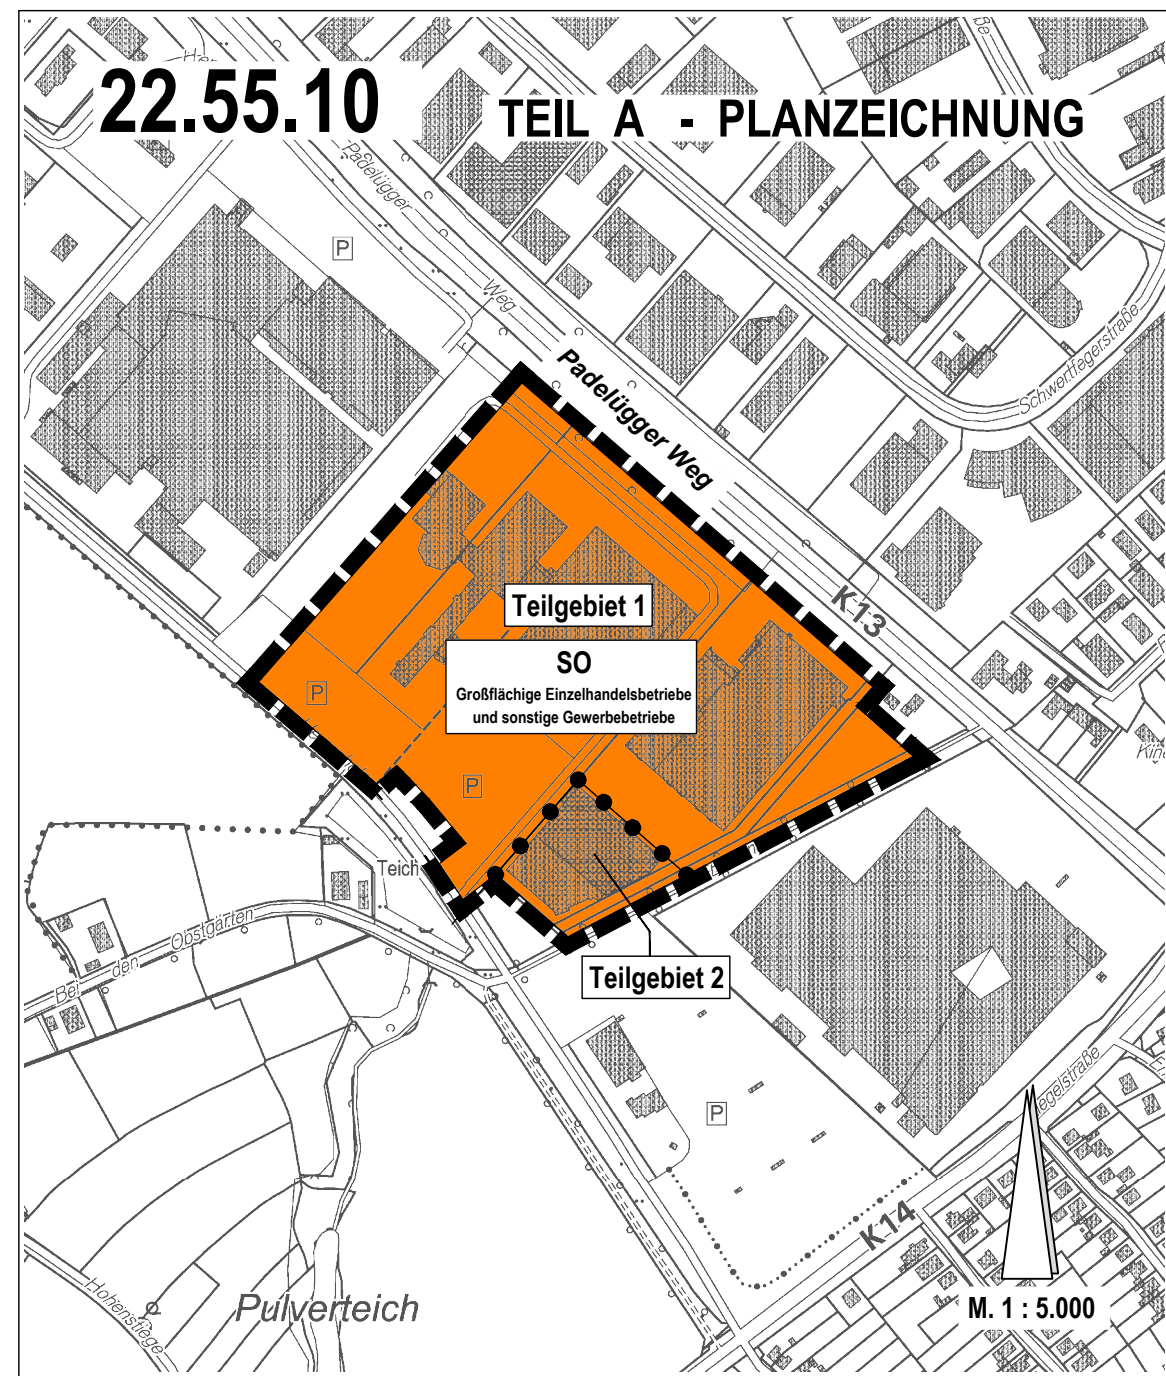 22.55.10
TEIL A - PLANZEICHNUNG
Padelügger
Weg
P
Schwertfegerstraße
Padelügger Weg
K13
Teilgebiet 1
SO
Großflächige Einzelhandelsbetriebe
und sonstige Gewerbebetriebe
P
P
Teich
Bei den Obstgärten
Teilgebiet 2
P
K14
Hohenstiege
Pulverteich
M. 1 : 5.000